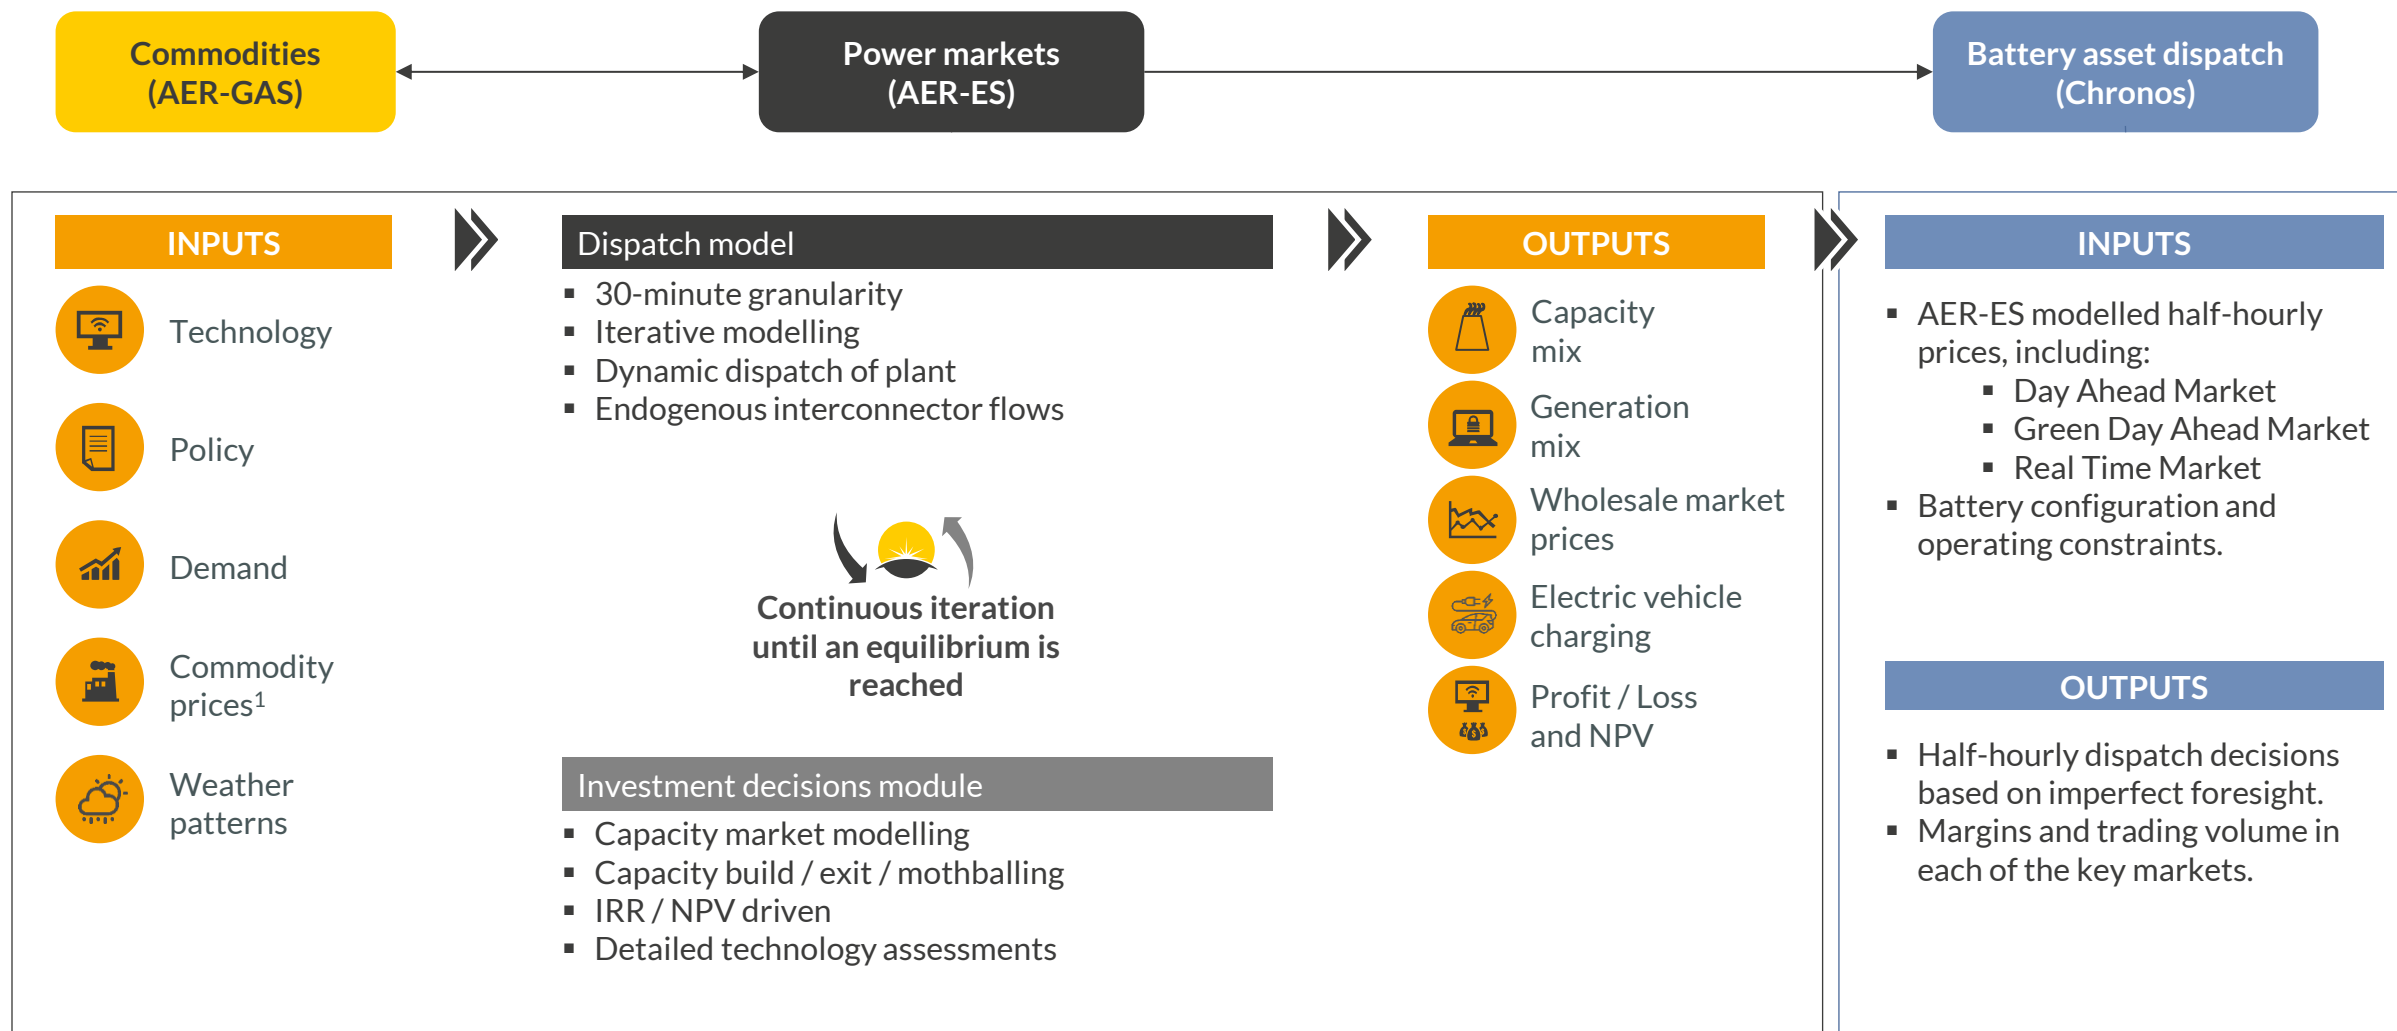 Commodities
(AER-GAS)
Power markets
(AER-ES)
Battery asset dispatch
(Chronos)
INPUTS
Technology
Policy
Demand
Commodity
prices¹
Weather
patterns
Dispatch model
▪ 30-minute granularity
▪ Iterative modelling
▪ Dynamic dispatch of plant
▪ Endogenous interconnector flows
Continuous iteration
until an equilibrium is
reached
Investment decisions module
▪ Capacity market modelling
▪ Capacity build / exit / mothballing
▪ IRR / NPV driven
▪ Detailed technology assessments
OUTPUTS
Capacity
mix
Generation
mix
Wholesale market
prices
Electric vehicle
charging
Profit / Loss
and NPV
INPUTS
▪ AER-ES modelled half-hourly
prices, including:
▪ Day Ahead Market
▪ Green Day Ahead Market
▪ Real Time Market
▪ Battery configuration and
operating constraints.
OUTPUTS
▪ Half-hourly dispatch decisions
based on imperfect foresight.
▪ Margins and trading volume in
each of the key markets.